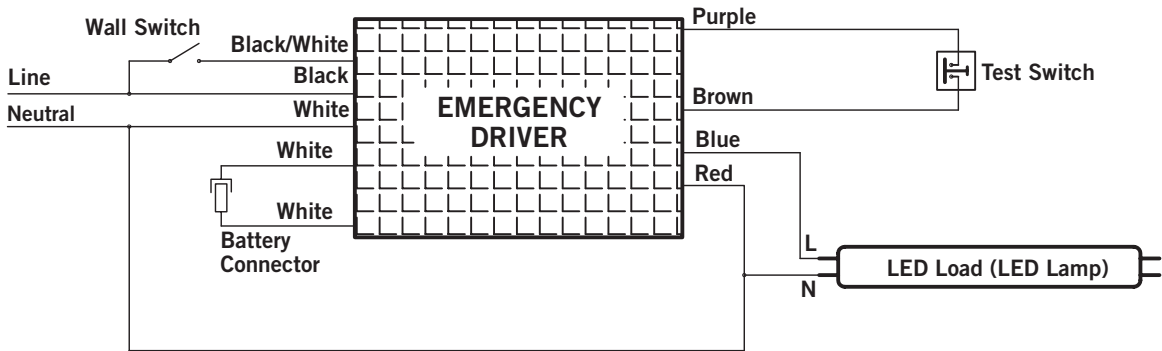 Wall Switch
Black/White
Line
Black
Neutral
White
White
White
Battery
Connector
EMERGENCY
DRIVER
Purple
Test Switch
Brown
Blue
Red
L
N
LED Load (LED Lamp)